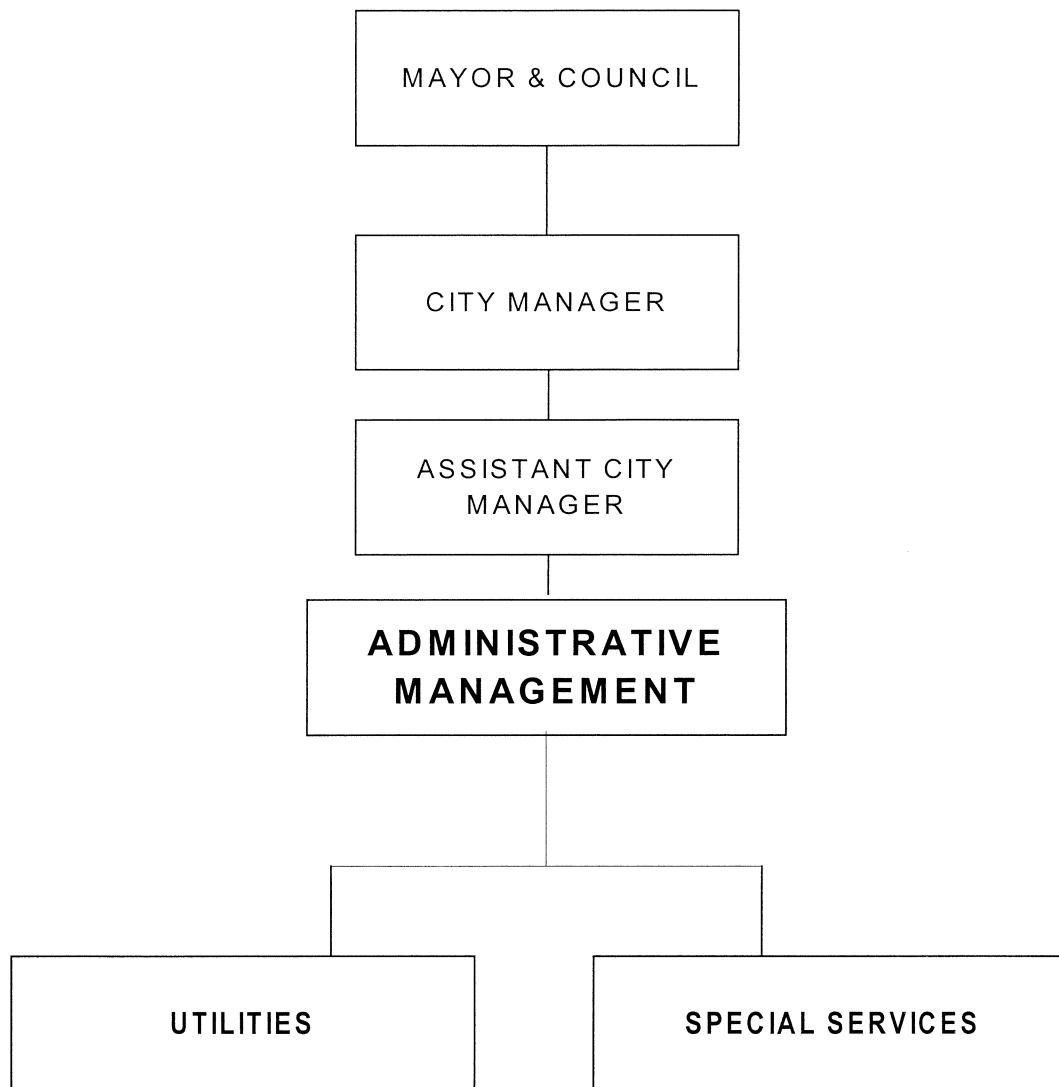 MAYOR & COUNCIL
CITY MANAGER
ASSISTANT CITY
MANAGER
ADMINISTRATIVE
MANAGEMENT
UTILITIES
SPECIAL SERVICES